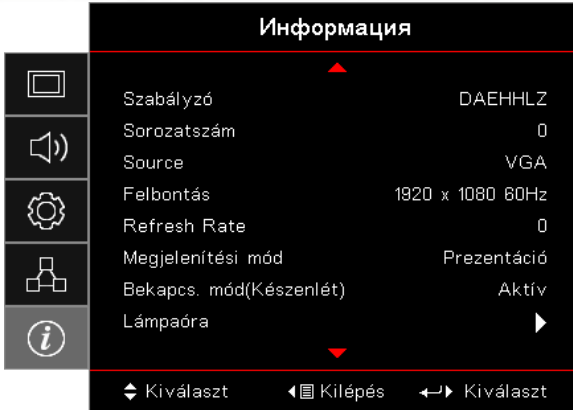 Информация
Szabályzó DAEHHLZ
Sorozatszám 0
Source VGA
Felbontás 1920 x 1080 60Hz
Refresh Rate 0
Megjelenítési mód Prezentáció
Bekapcs. mód(Készenlét) Aktív
Lámpaóra
Kiválaszt Kilépés Kiválaszt